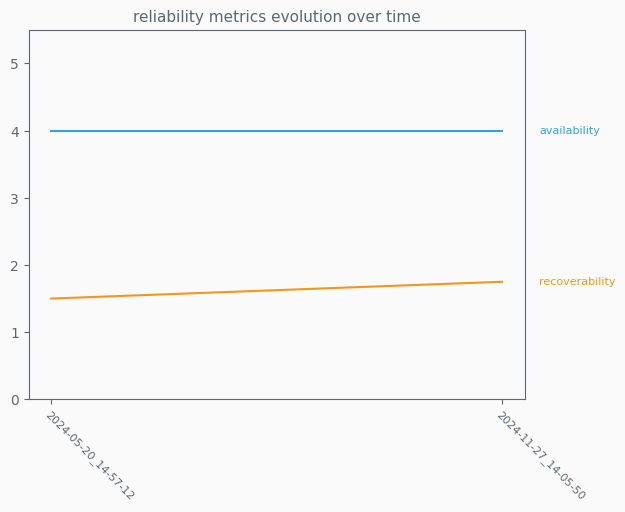 reliability metrics evolution over time
5
4
3
2
1
0
availability
recoverability
2024-05-20_14-57-12
2024-11-27_14-05-50